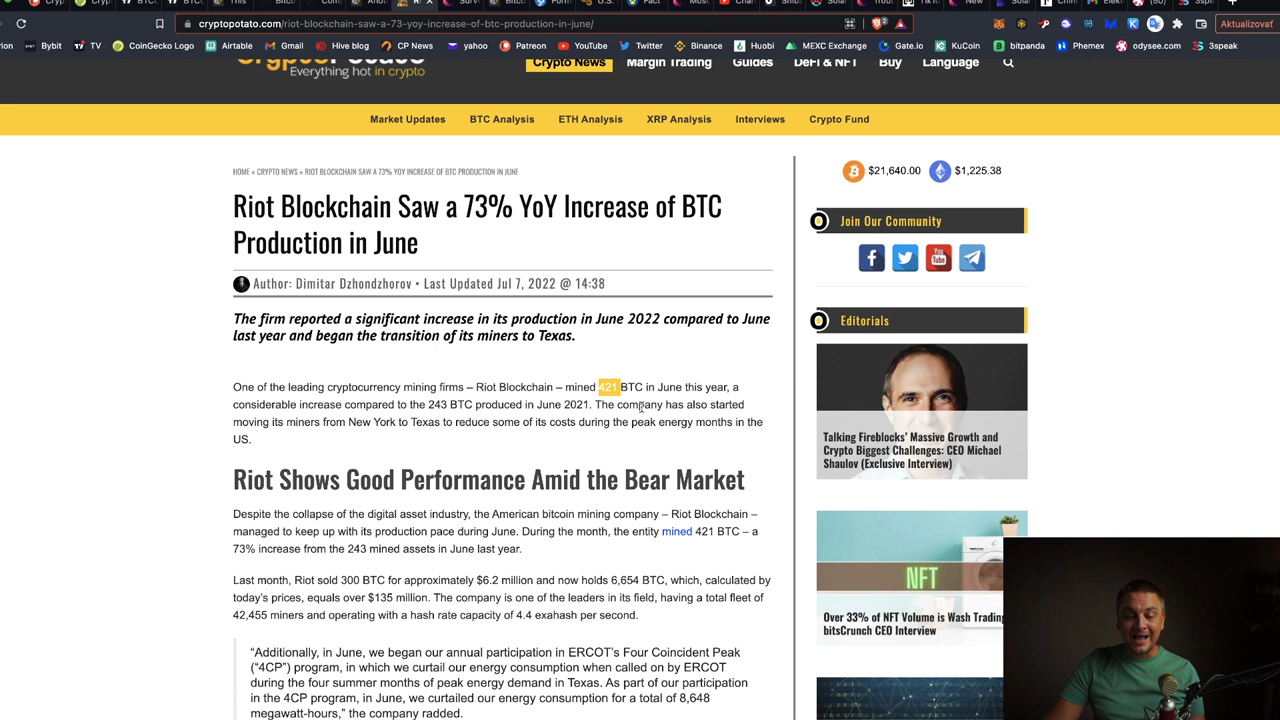 cryptopotato.com/riot-blockchain-saw-a-73-yoy-increase-of-btc-production-in-june/
Aktualizovať
Bybit
TV
CoinGecko Logo
Airtable
Gmail
Hive blog
CP News
yahoo
Patreon
YouTube
Twitter
Binance
Huobi
MEXC Exchange
Gate.io
KuCoin
bitpanda
Phemex
odysee.com
3speak
Everything hot in crypto
Crypto News
Margin Trading
Guides
DeFi & NFT
Buy
Language
Market Updates
BTC Analysis
ETH Analysis
XRP Analysis
Interviews
Crypto Fund
HOME » CRYPTO NEWS » RIOT BLOCKCHAIN SAW A 73% YOY INCREASE OF BTC PRODUCTION IN JUNE
Riot Blockchain Saw a 73% YoY Increase of BTC
Production in June
Author: Dimitar Dzhondzhorov • Last Updated Jul 7, 2022 @ 14:38
The firm reported a significant increase in its production in June 2022 compared to June
last year and began the transition of its miners to Texas.
One of the leading cryptocurrency mining firms – Riot Blockchain – mined 421 BTC in June this year, a
considerable increase compared to the 243 BTC produced in June 2021. The company has also started
moving its miners from New York to Texas to reduce some of its costs during the peak energy months in the
US.
Riot Shows Good Performance Amid the Bear Market
Despite the collapse of the digital asset industry, the American bitcoin mining company – Riot Blockchain –
managed to keep up with its production pace during June. During the month, the entity mined 421 BTC – a
73% increase from the 243 mined assets in June last year.
Last month, Riot sold 300 BTC for approximately $6.2 million and now holds 6,654 BTC, which, calculated by
today's prices, equals over $135 million. The company is one of the leaders in its field, having a total fleet of
42,455 miners and operating with a hash rate capacity of 4.4 exahash per second.
"Additionally, in June, we began our annual participation in ERCOT's Four Coincident Peak
("4CP") program, in which we curtail our energy consumption when called on by ERCOT
during the four summer months of peak energy demand in Texas. As part of our participation
in the 4CP program, in June, we curtailed our energy consumption for a total of 8,648
megawatt-hours," the company radded.
$21,640.00
$1,225.38
Join Our Community
Editorials
Talking Fireblocks' Massive Growth and
Crypto Biggest Challenges: CEO Michael
Shaulov (Exclusive Interview)
NFT
Over 33% of NFT Volume is Wash Trading
bitsCrunch CEO Interview